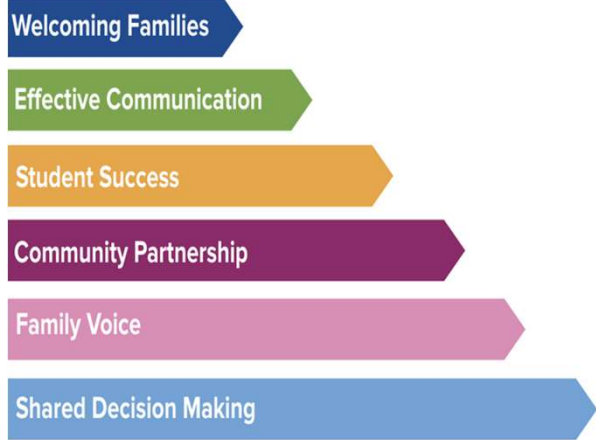 Welcoming Families
Effective Communication
Student Success
Community Partnership
Family Voice
Shared Decision Making